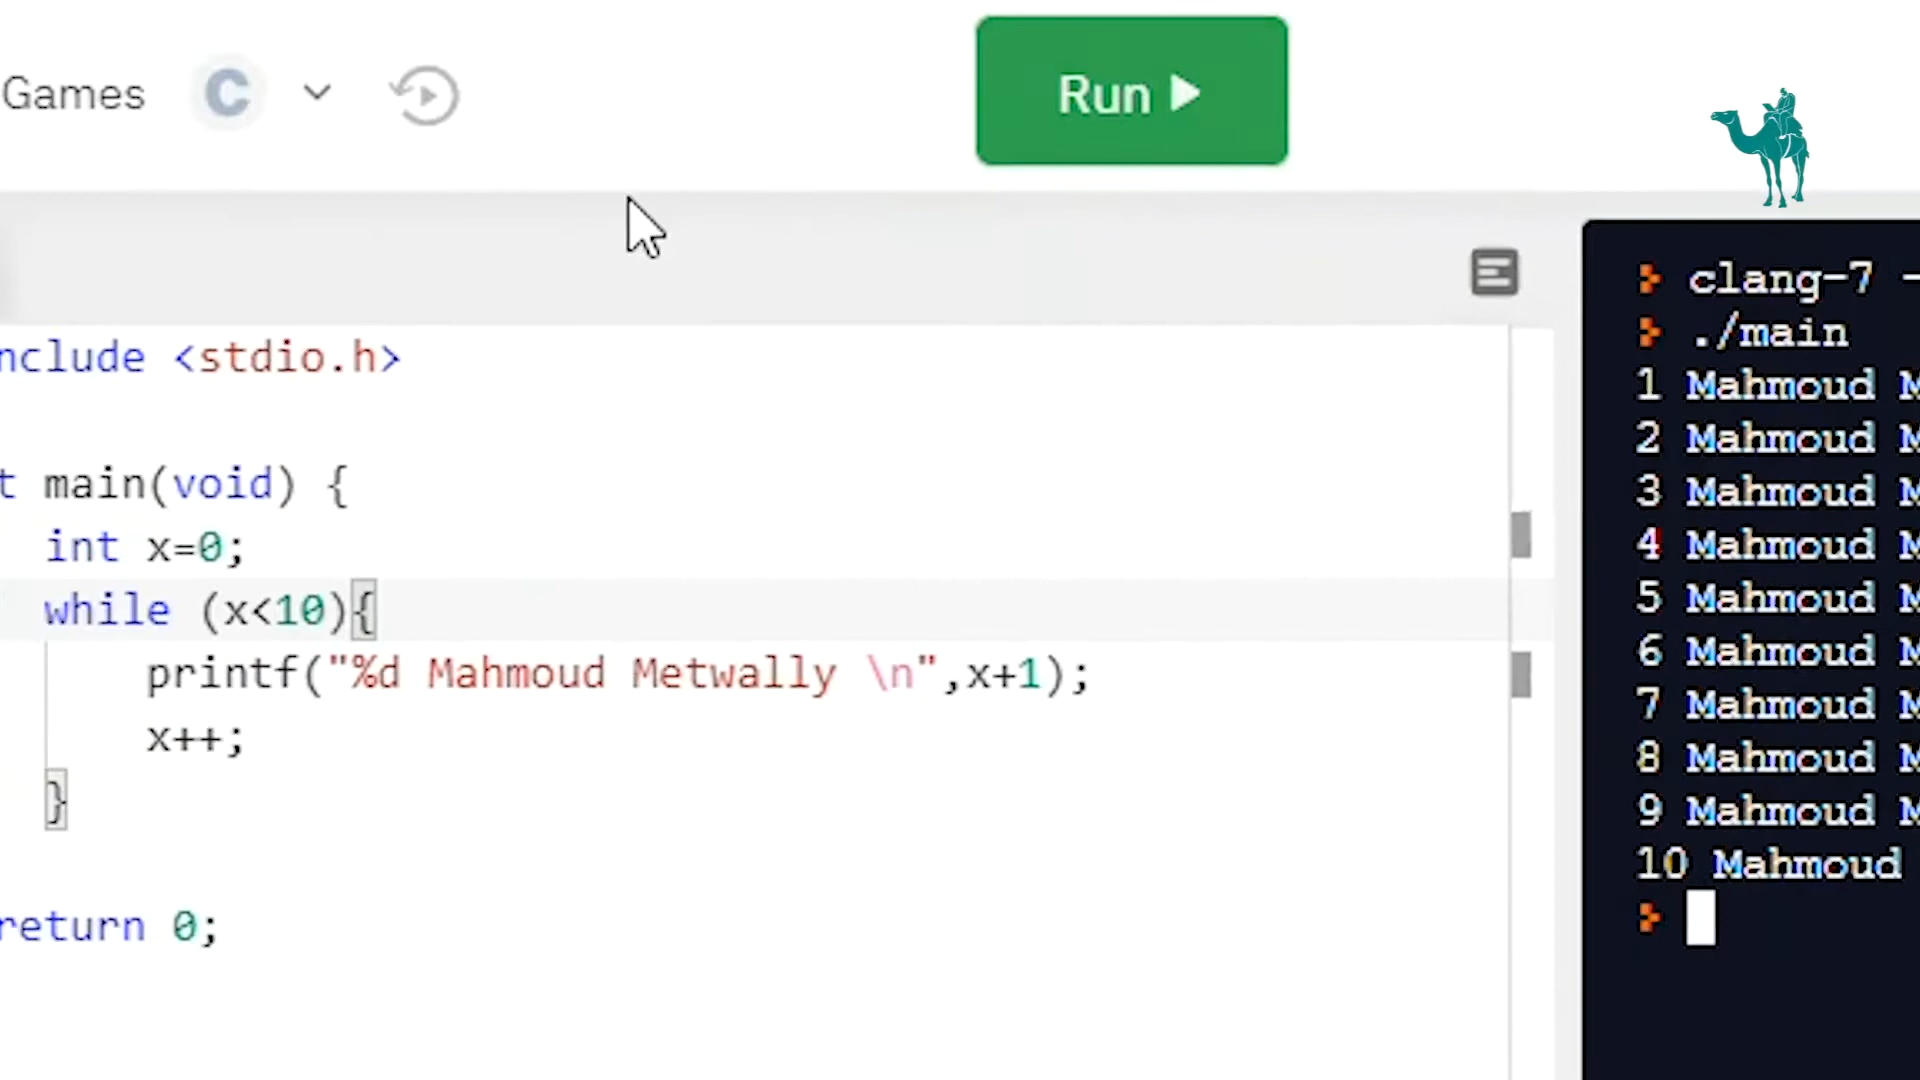 Games
C
Run
nclude <stdio.h>
t main(void) {
int x=0;
while (x<10){
printf("%d Mahmoud Metwally \n",x+1);
x++;
}
return 0;
clang-7 -
./main
1 Mahmoud M
2 Mahmoud M
3 Mahmoud M
4 Mahmoud M
5 Mahmoud M
6 Mahmoud M
7 Mahmoud M
8 Mahmoud M
9 Mahmoud M
10 Mahmoud